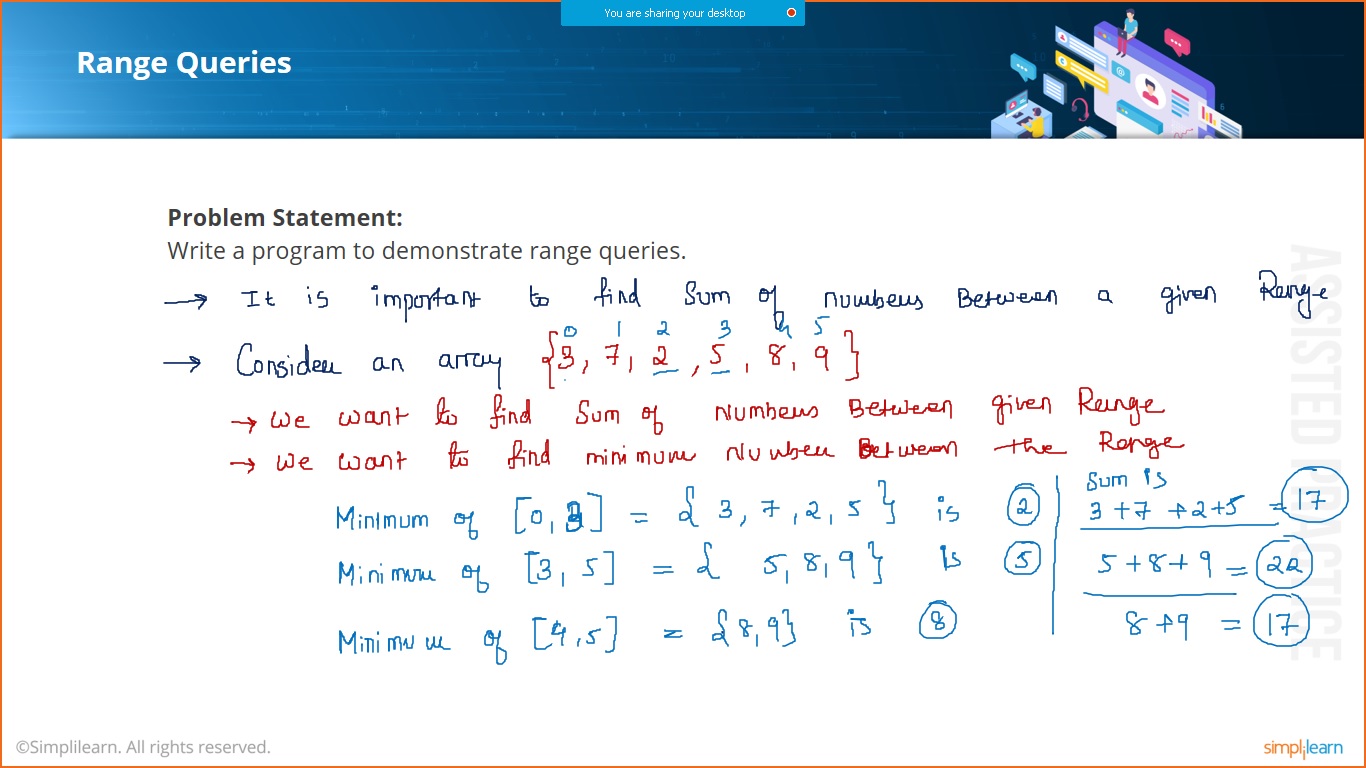 You are sharing your desktop
Range Queries
Problem Statement:
Write a program to demonstrate range queries.
→ It is important to find Sum of numbers Between a given Range
0 1 2 3 4 5
→ Consider an array {3, 7, 2, 5, 8, 9}
→ We want to find Sum of Numbers Between given Range
→ We want to find minimum Number Between the Range
Sum is
Minimum of [0, 3] = { 3, 7, 2, 5 } is 2 3 + 7 + 2 + 5 = 17
Minimum of [3, 5] = { 5, 8, 9 } is 5 5 + 8 + 9 = 22
Minimum of [4, 5] = {8, 9} is 8 8 + 9 = 17
ASSISTED PRACTICE
©Simplilearn. All rights reserved.
simplilearn